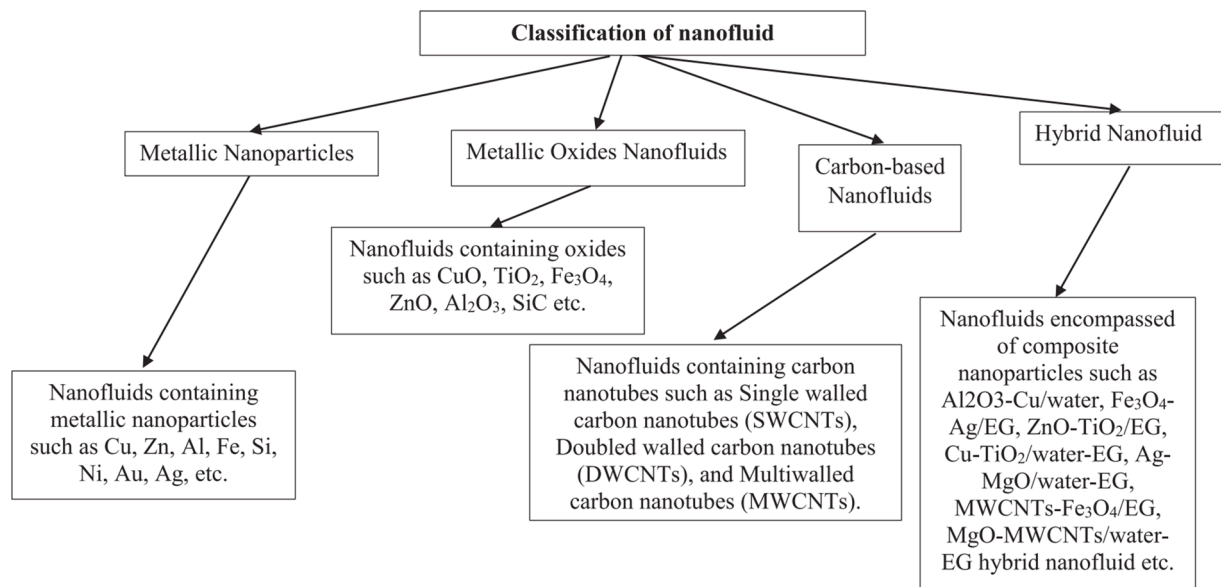 Classification of nanofluid
Metallic Nanoparticles
Metallic Oxides Nanofluids
Carbon-based
Nanofluids
Hybrid Nanofluid
Nanofluids containing
metallic nanoparticles
such as Cu, Zn, Al, Fe, Si,
Ni, Au, Ag, etc.
Nanofluids containing oxides
such as CuO, TiO₂, Fe₃O₄,
ZnO, Al₂O₃, SiC etc.
Nanofluids containing carbon
nanotubes such as Single walled
carbon nanotubes (SWCNTs),
Doubled walled carbon nanotubes
(DWCNTs), and Multiwalled
carbon nanotubes (MWCNTs).
Nanofluids encompassed
of composite
nanoparticles such as
Al2O3-Cu/water, Fe₃O₄-
Ag/EG, ZnO-TiO₂/EG,
Cu-TiO₂/water-EG, Ag-
MgO/water-EG,
MWCNTs-Fe₃O₄/EG,
MgO-MWCNTs/water-
EG hybrid nanofluid etc.